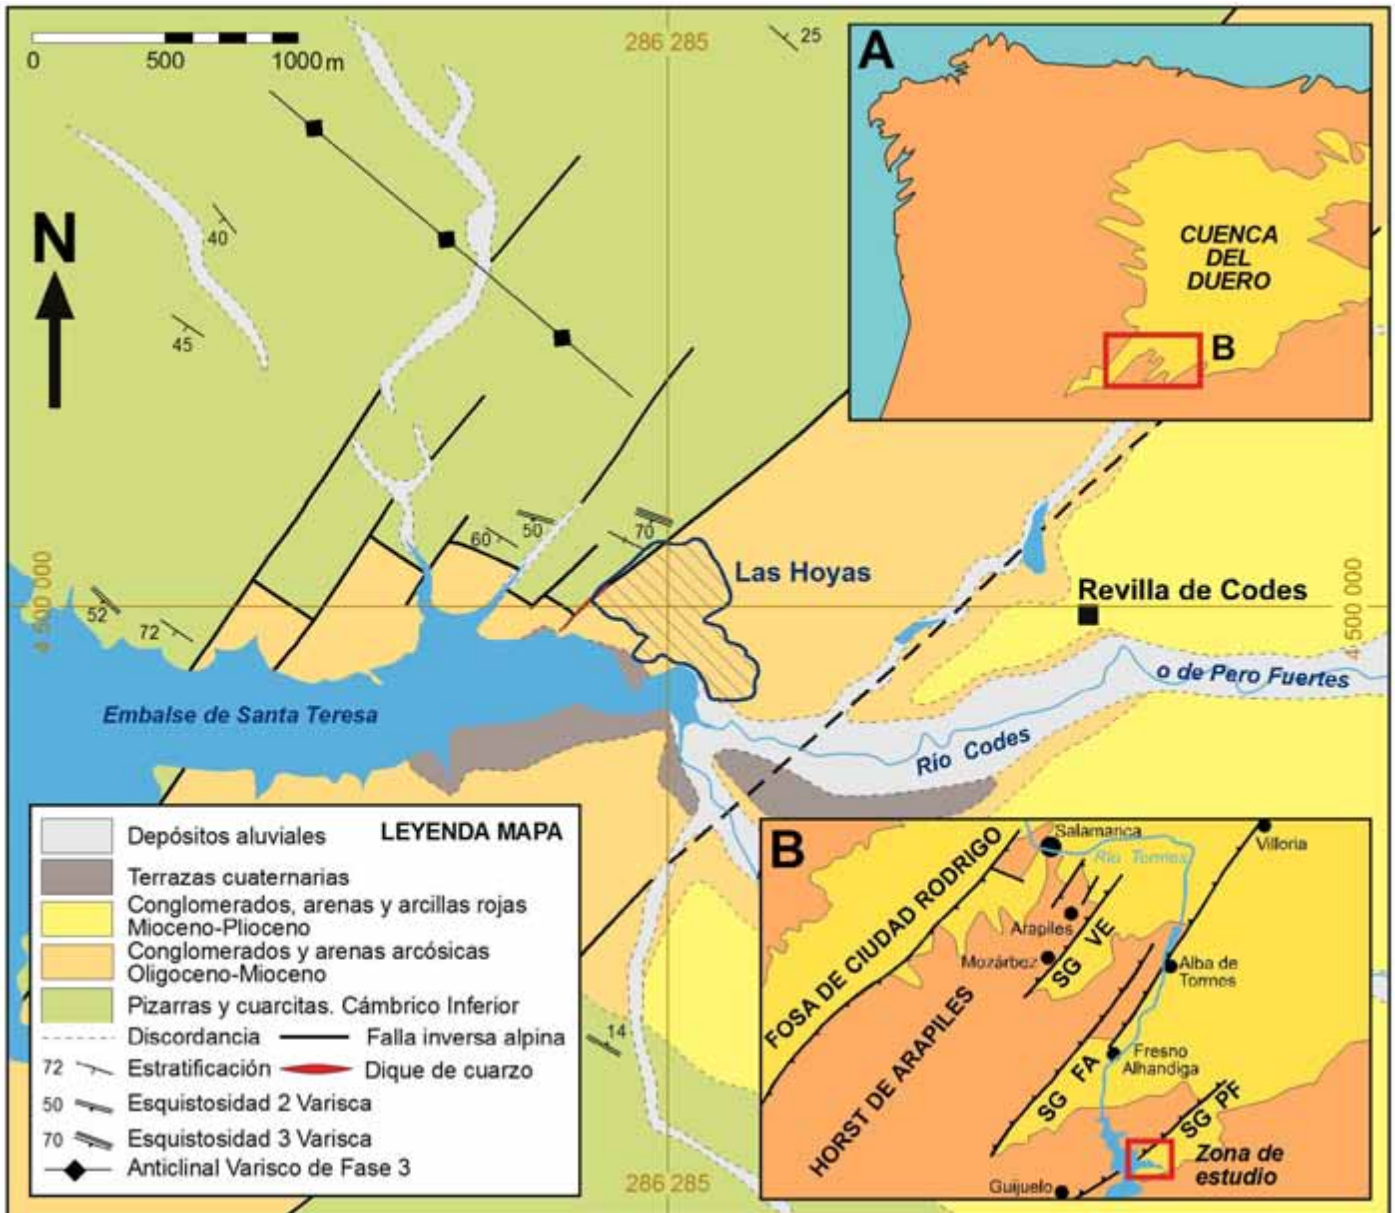 0 500 1000 m
286 285
25
N
40
45
A
CUENCA
DEL
DUERO
B
60
50
70
Las Hoyas
52
72
4 500 000
Revilla de Codes
4 500 000
Embalse de Santa Teresa
o de Pero Fuertes
Río Codes
LEYENDA MAPA
Depósitos aluviales
Terrazas cuaternarias
Conglomerados, arenas y arcillas rojas
Mioceno-Plioceno
Conglomerados y arenas arcósicas
Oligoceno-Mioceno
Pizarras y cuarcitas. Cámbrico Inferior
Discordancia
Falla inversa alpina
72 Estratificación
Dique de cuarzo
50 Esquistosidad 2 Varisca
70 Esquistosidad 3 Varisca
Anticlinal Varisco de Fase 3
14
286 285
B
Salamanca
Río Tormes
Villoria
FOSA DE CIUDAD RODRIGO
Arapiles
Mozárbez
SG VE
Alba de
Tormes
HORST DE ARAPILES
SG FA
Fresno
Alhandiga
SG PF
Zona de
estudio
Guijuelo